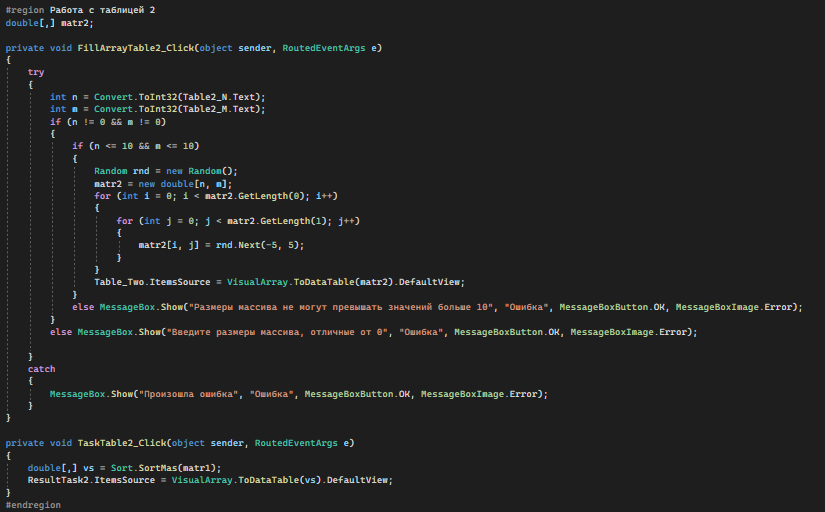 #region Работа с таблицей 2
double[,] matr2;
private void FillArrayTable2_Click(object sender, RoutedEventArgs e)
{
try
{
int n = Convert.ToInt32(Table2_N.Text);
int m = Convert.ToInt32(Table2_M.Text);
if (n != 0 && m != 0)
{
if (n <= 10 && m <= 10)
{
Random rnd = new Random();
matr2 = new double[n, m];
for (int i = 0; i < matr2.GetLength(0); i++)
{
for (int j = 0; j < matr2.GetLength(1); j++)
{
matr2[i, j] = rnd.Next(-5, 5);
}
}
Table_Two.ItemsSource = VisualArray.ToDataTable(matr2).DefaultView;
}
else MessageBox.Show("Размеры массива не могут превышать значений больше 10", "Ошибка", MessageBoxButton.OK, MessageBoxImage.Error);
}
else MessageBox.Show("Введите размеры массива, отличные от 0", "Ошибка", MessageBoxButton.OK, MessageBoxImage.Error);
}
catch
{
MessageBox.Show("Произошла ошибка", "Ошибка", MessageBoxButton.OK, MessageBoxImage.Error);
}
}
private void TaskTable2_Click(object sender, RoutedEventArgs e)
{
double[,] vs = Sort.SortMas(matr1);
ResultTask2.ItemsSource = VisualArray.ToDataTable(vs).DefaultView;
}
#endregion